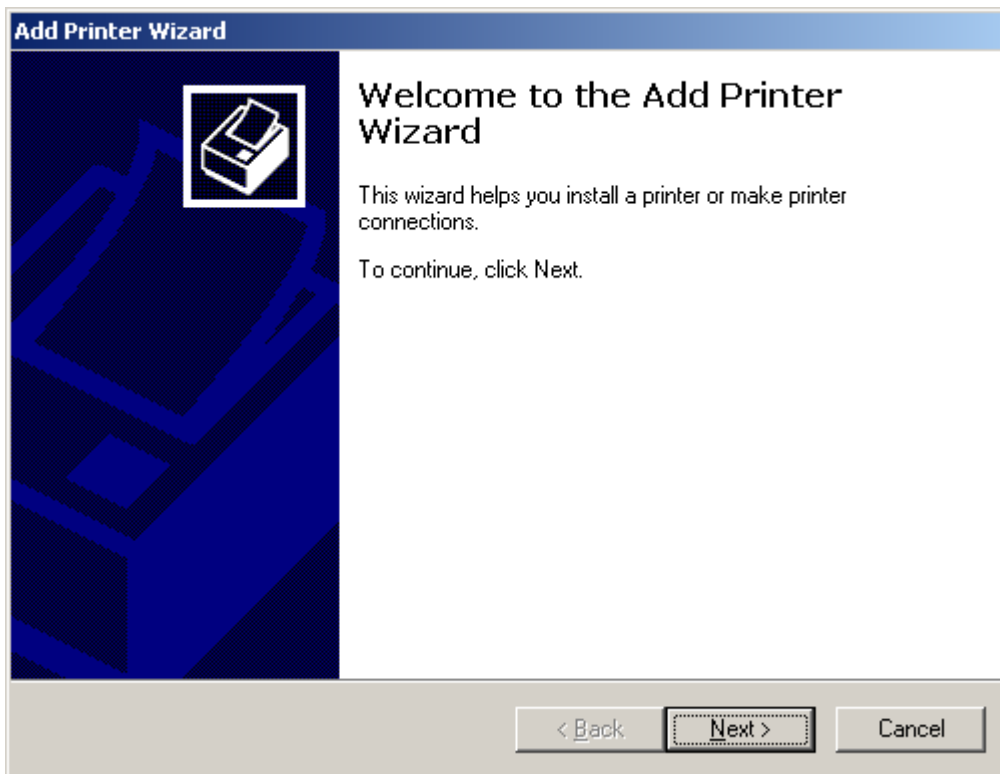 Add Printer Wizard
Welcome to the Add Printer
Wizard
This wizard helps you install a printer or make printer
connections.
To continue, click Next.
< Back
Next >
Cancel